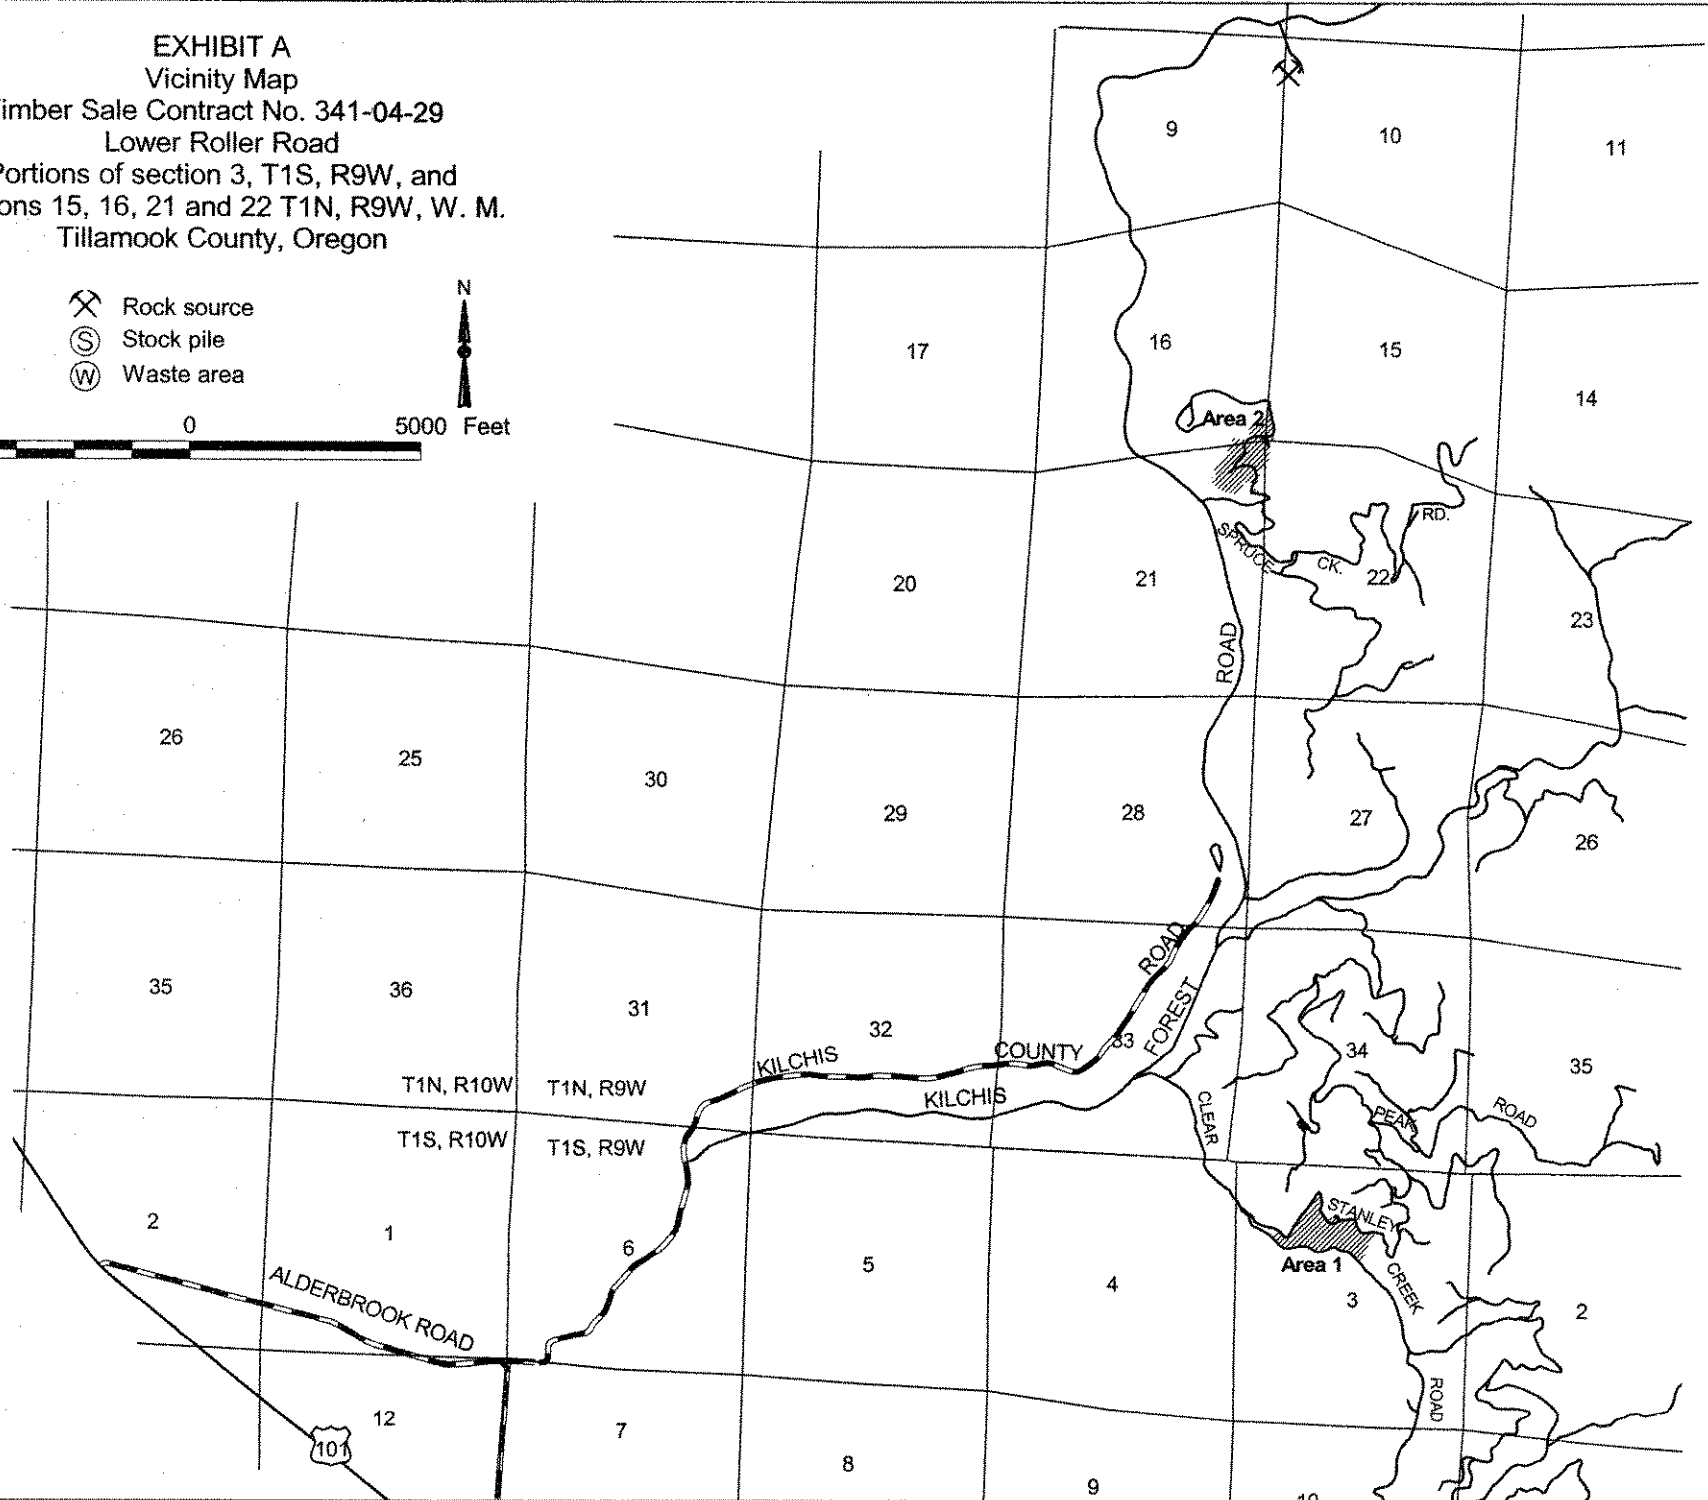 EXHIBIT A
Vicinity Map
imber Sale Contract No. 341-04-29
Lower Roller Road
Portions of section 3, T1S, R9W, and
ons 15, 16, 21 and 22 T1N, R9W, W. M.
Tillamook County, Oregon
Rock source
S Stock pile
W Waste area
N
0 5000 Feet
9 10 11
17 16 15 14
Area 2
SPRUCE CK. RD.
20 21 22 23
ROAD
26 25 30 29 28 27 26
ROAD
FOREST
35 36 31 32 33 34 35
KILCHIS COUNTY
KILCHIS
T1N, R10W T1N, R9W
T1S, R10W T1S, R9W
CLEAR
PEAK ROAD
STANLEY
Area 1
CREEK
2 1 6 5 4 3 2
ALDERBROOK ROAD
ROAD
12 7 8 9 10
101